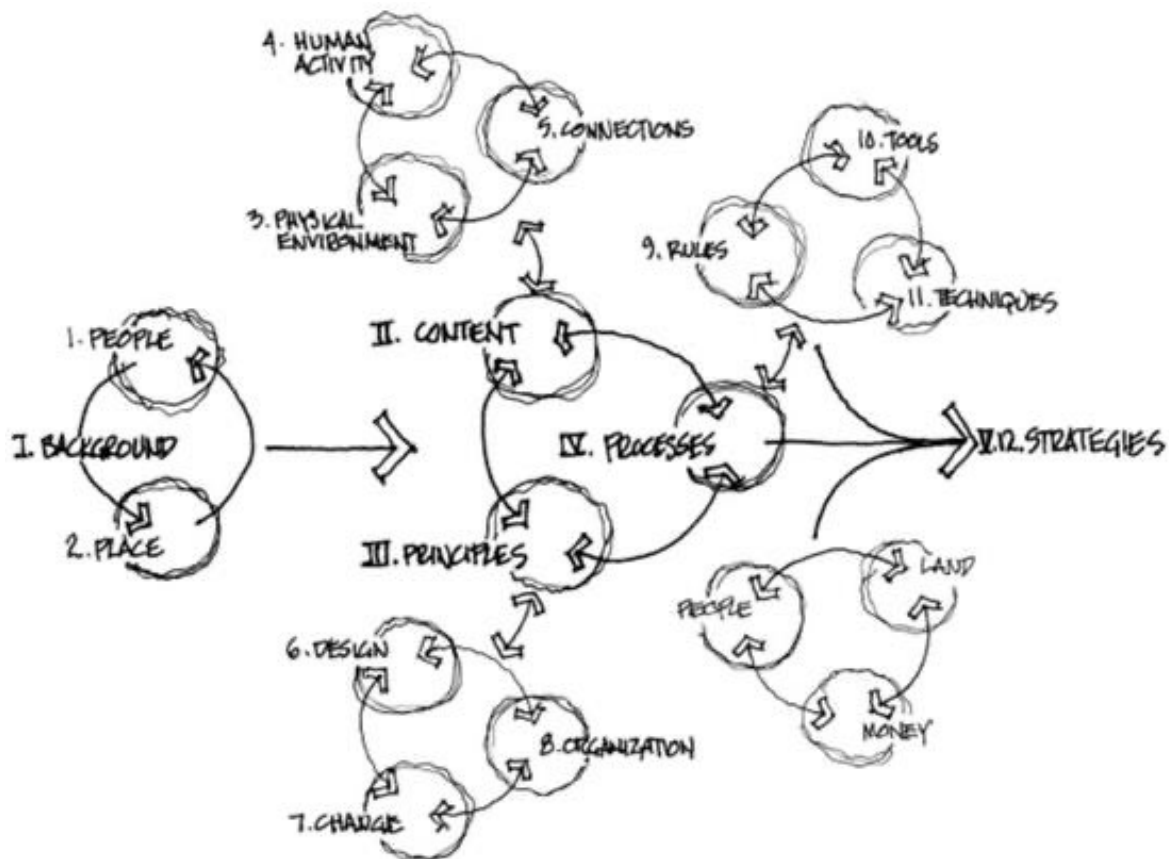 4. HUMAN
ACTIVITY
5. CONNECTIONS
3. PHYSICAL
ENVIRONMENT
10. TOOLS
9. RULES
11. TECHNIQUES
1. PEOPLE
I. BACKGROUND
2. PLACE
II. CONTENT
IV. PROCESSES
III. PRINCIPLES
V.12. STRATEGIES
6. DESIGN
8. ORGANIZATION
7. CHANGE
PEOPLE
LAND
MONEY